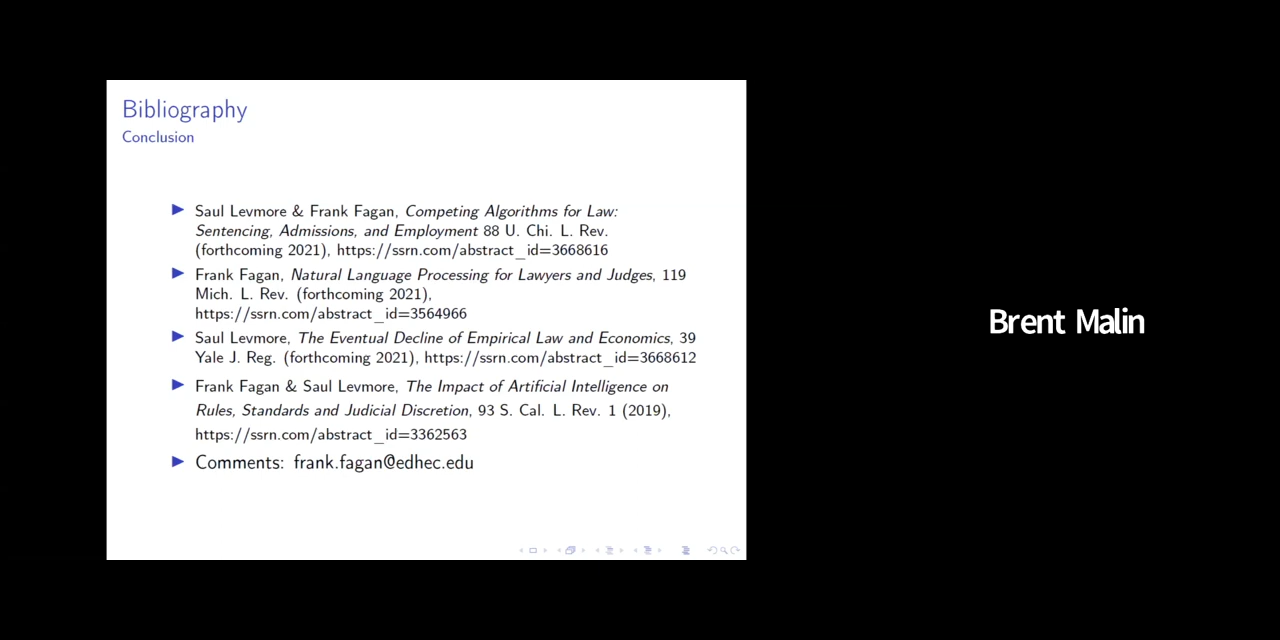 Bibliography
Conclusion
Saul Levmore & Frank Fagan, Competing Algorithms for Law:
Sentencing, Admissions, and Employment 88 U. Chi. L. Rev.
(forthcoming 2021), https://ssrn.com/abstract_id=3668616
Frank Fagan, Natural Language Processing for Lawyers and Judges, 119
Mich. L. Rev. (forthcoming 2021),
https://ssrn.com/abstract_id=3564966
Saul Levmore, The Eventual Decline of Empirical Law and Economics, 39
Yale J. Reg. (forthcoming 2021), https://ssrn.com/abstract_id=3668612
Frank Fagan & Saul Levmore, The Impact of Artificial Intelligence on
Rules, Standards and Judicial Discretion, 93 S. Cal. L. Rev. 1 (2019),
https://ssrn.com/abstract_id=3362563
Comments: frank.fagan@edhec.edu
Brent Malin